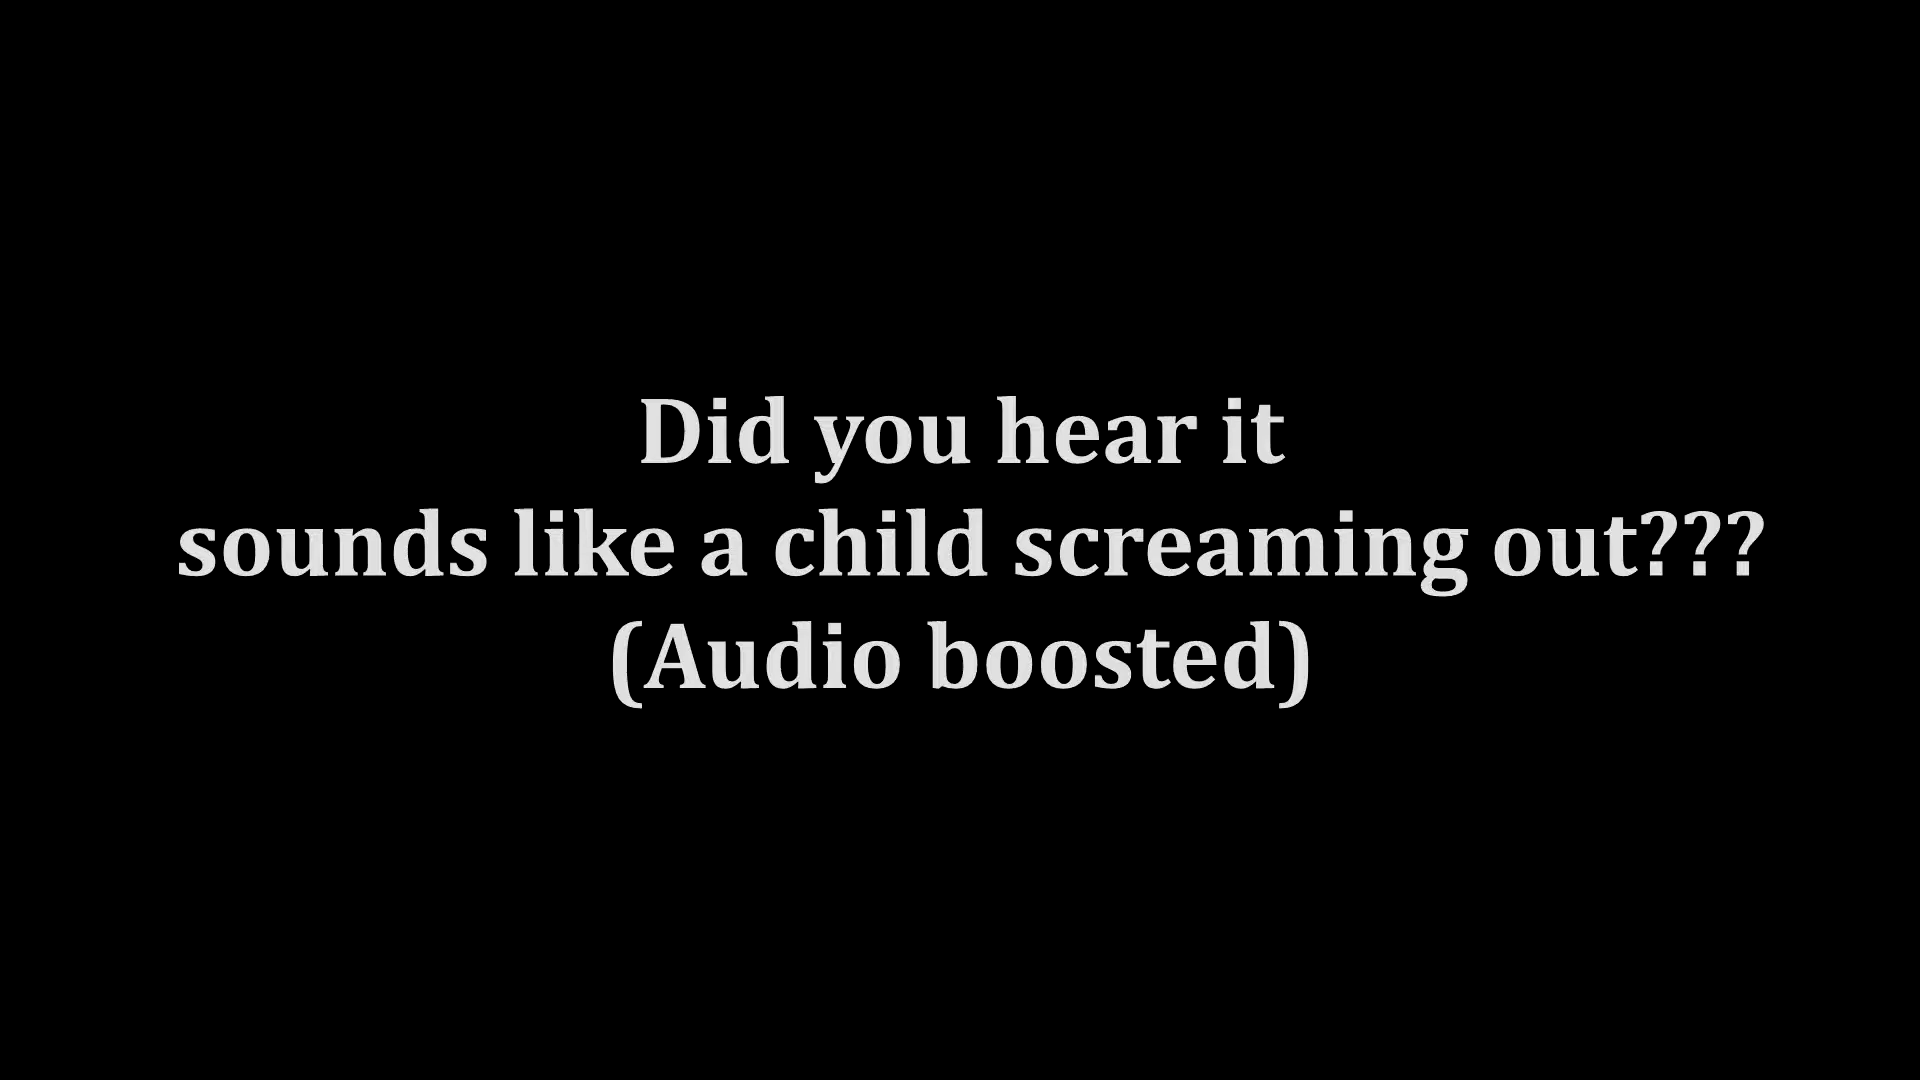 Did you hear it
sounds like a child screaming out???
(Audio boosted)